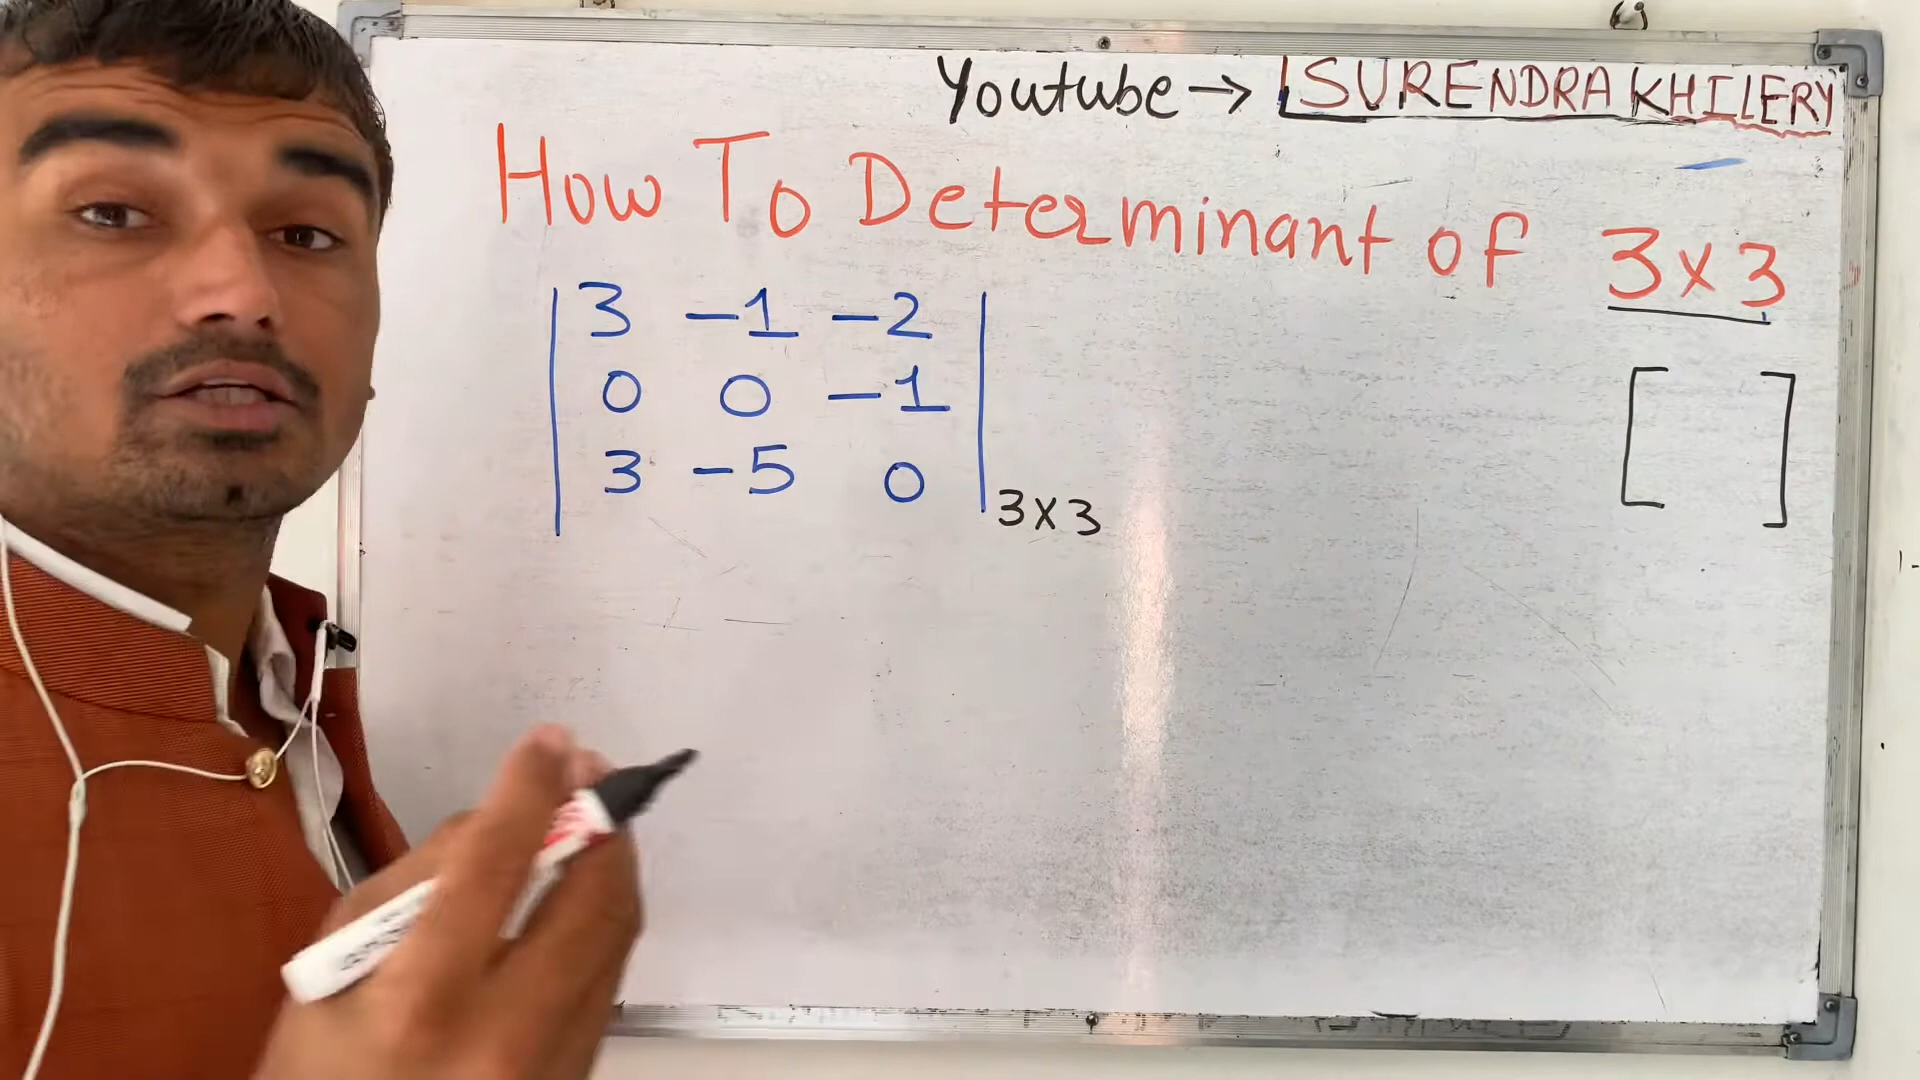 Youtube → SURENDRA KHILERY
How To Determinant of 3x3
3 -1 -2
0 0 -1
3 -5 0
3x3